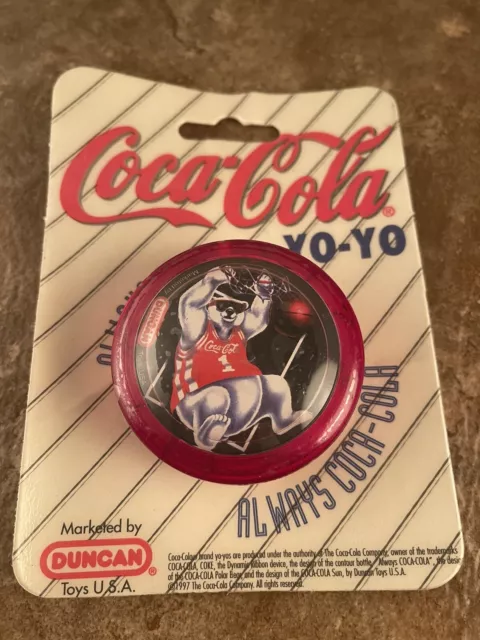 Coca-Cola®
YO-YO
ALWAYS
DUNCAN
Coca-Cola
1
ALWAYS COCA-COLA
Marketed by
DUNCAN®
Toys U.S.A.
Coca-Cola® brand yo-yos are produced under the authority of The Coca-Cola Company, owner of the trademarks
COCA-COLA, COKE, the Dynamic Ribbon device, the design of the contour bottle, "Always COCA-COLA", the design
of the COCA-COLA Polar Bear, and the design of the COCA-COLA Sun, by Duncan Toys U.S.A.
©1997 The Coca-Cola Company. All rights reserved.